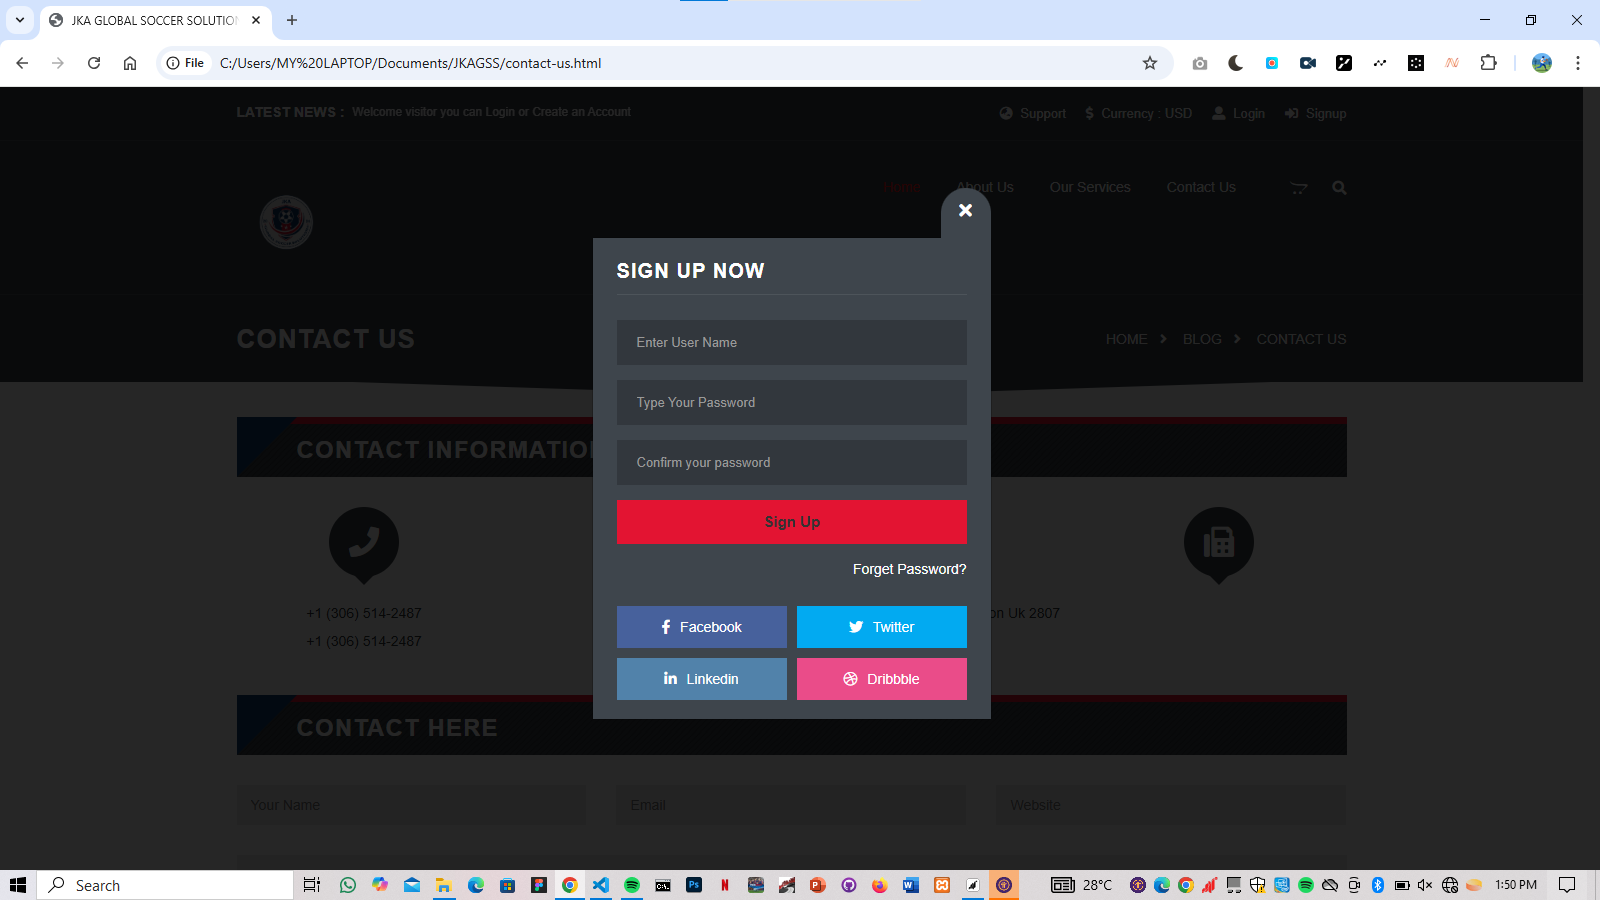 JKA GLOBAL SOCCER SOLUTION
File C:/Users/MY%20LAPTOP/Documents/JKAGSS/contact-us.html
LATEST NEWS : Welcome visitor you can Login or Create an Account
Support Currency : USD Login Signup
Home About Us Our Services Contact Us
SIGN UP NOW
CONTACT US
HOME BLOG CONTACT US
Enter User Name
Type Your Password
Confirm your password
Sign Up
Forget Password?
Facebook Twitter
Linkedin Dribbble
CONTACT INFORMATION
+1 (306) 514-2487
+1 (306) 514-2487
on Uk 2807
CONTACT HERE
Your Name Email Website
Search
28°C
1:50 PM